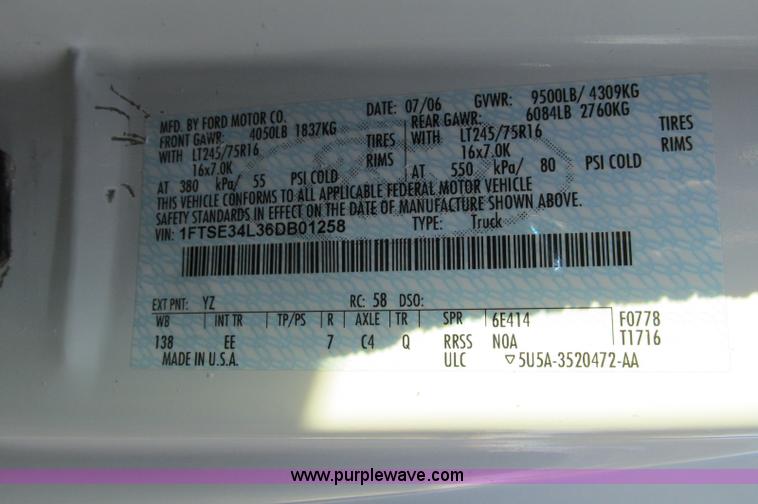 MFD. BY FORD MOTOR CO. DATE: 07/06 GVWR: 9500LB/ 4309KG
FRONT GAWR: 4050LB 1837KG REAR GAWR: 6084LB 2760KG
WITH LT245/75R16 TIRES WITH LT245/75R16 TIRES
16x7.0K RIMS 16x7.0K RIMS
AT 380 kPa/ 55 PSI COLD AT 550 kPa/ 80 PSI COLD
THIS VEHICLE CONFORMS TO ALL APPLICABLE FEDERAL MOTOR VEHICLE
SAFETY STANDARDS IN EFFECT ON THE DATE OF MANUFACTURE SHOWN ABOVE.
VIN: 1FTSE34L36DB01258 TYPE: Truck
EXT PNT: YZ RC: 58 DSO:
WB INT TR TP/PS R AXLE TR SPR 6E414 F0778
138 EE 7 C4 Q RRSS NOA T1716
MADE IN U.S.A. ULC ▽5U5A-3520472-AA
www.purplewave.com